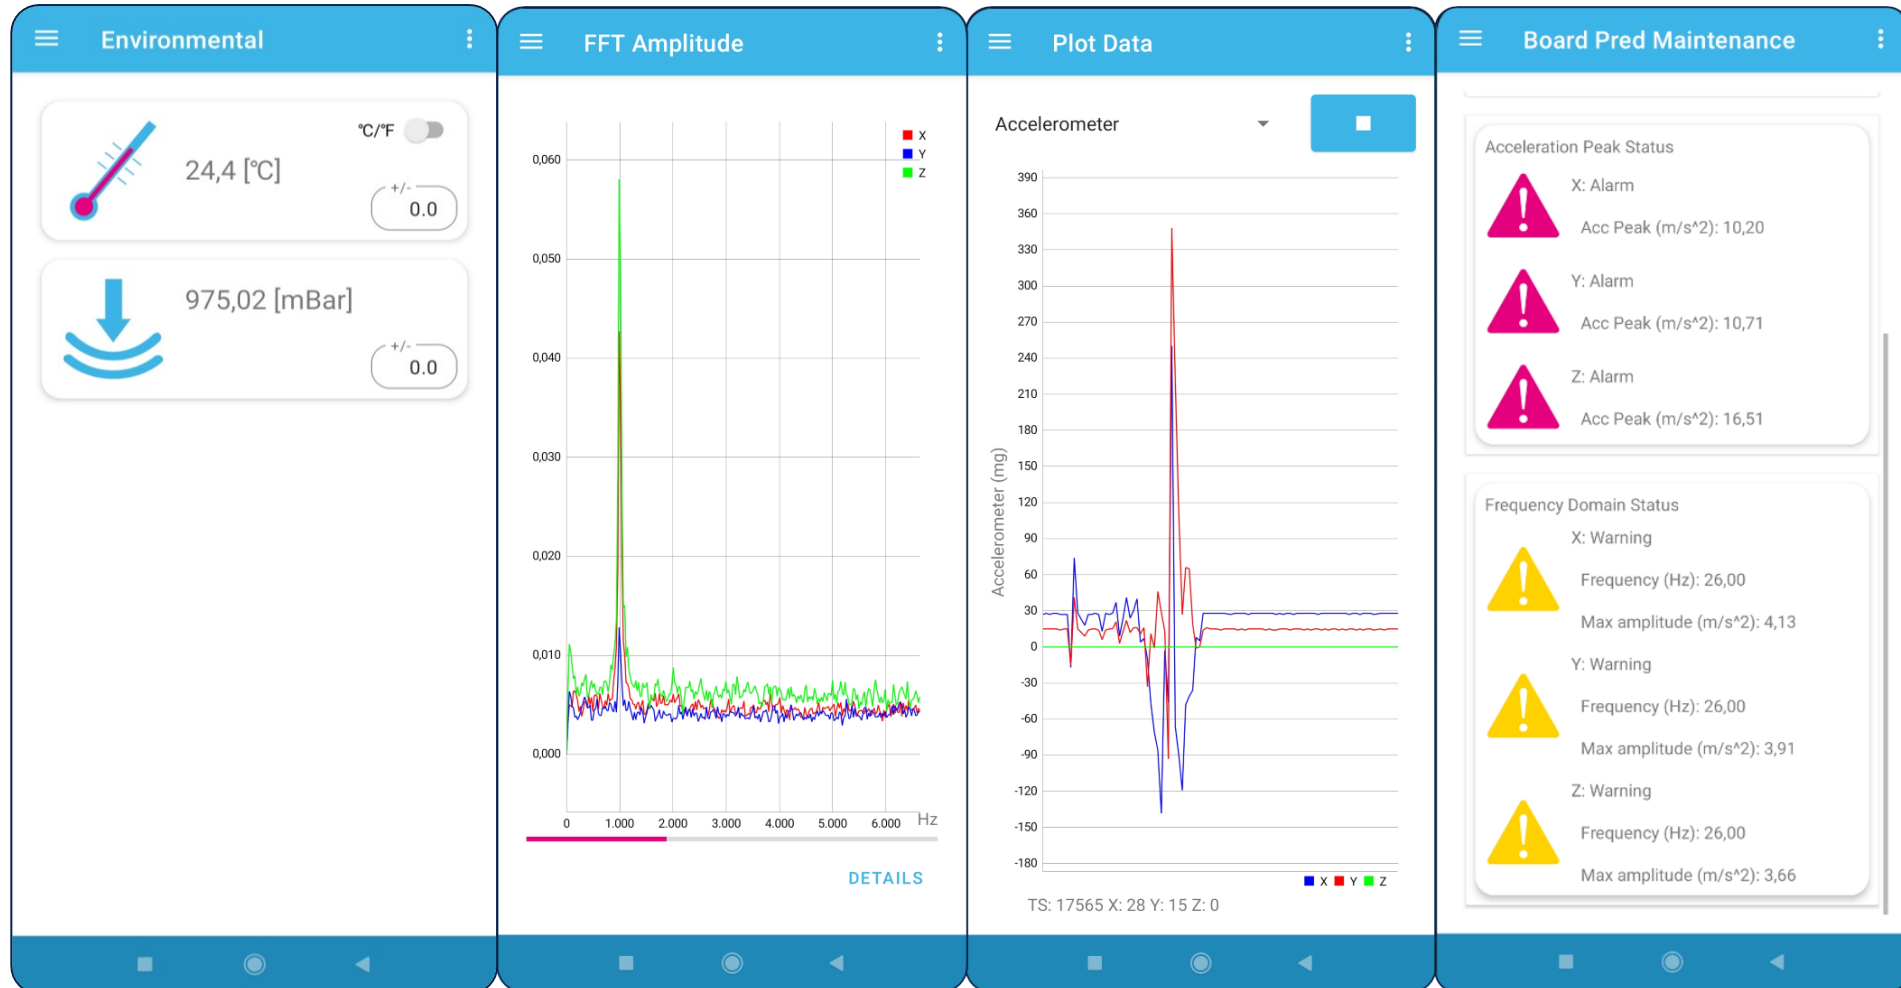 Environmental
°C/°F
24,4 [°C]
+/-
0.0
975,02 [mBar]
+/-
0.0
FFT Amplitude
X
Y
Z
0,060
0,050
0,040
0,030
0,020
0,010
0,000
0 1.000 2.000 3.000 4.000 5.000 6.000 Hz
DETAILS
Plot Data
Accelerometer
Accelerometer (mg)
390
360
330
300
270
240
210
180
150
120
90
60
30
0
-30
-60
-90
-120
-150
-180
X Y Z
TS: 17565 X: 28 Y: 15 Z: 0
Board Pred Maintenance
Acceleration Peak Status
X: Alarm
Acc Peak (m/s^2): 10,20
Y: Alarm
Acc Peak (m/s^2): 10,71
Z: Alarm
Acc Peak (m/s^2): 16,51
Frequency Domain Status
X: Warning
Frequency (Hz): 26,00
Max amplitude (m/s^2): 4,13
Y: Warning
Frequency (Hz): 26,00
Max amplitude (m/s^2): 3,91
Z: Warning
Frequency (Hz): 26,00
Max amplitude (m/s^2): 3,66